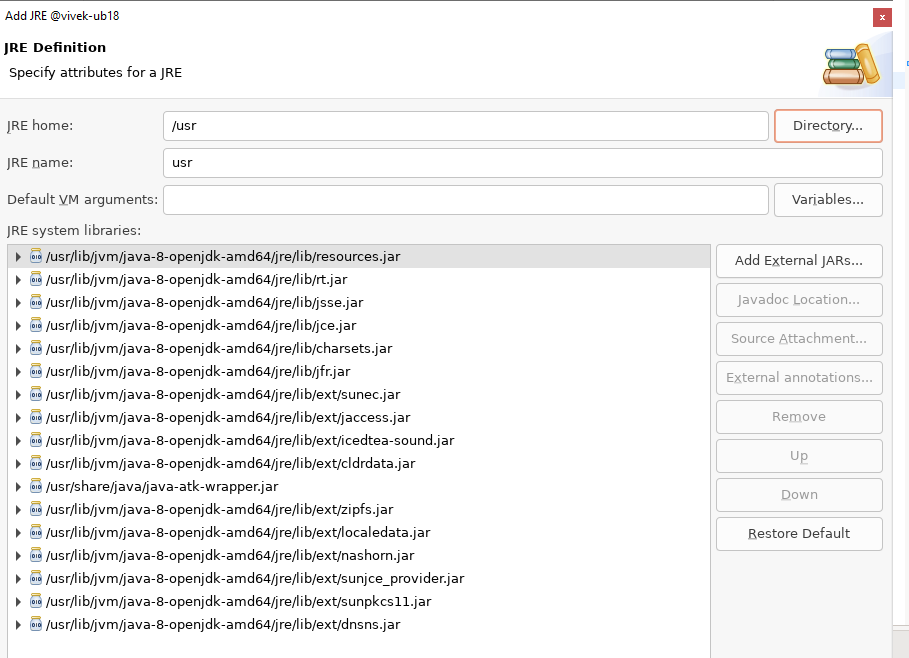 Add JRE @vivek-ub18
x
JRE Definition
Specify attributes for a JRE
JRE home: /usr Directory...
JRE name: usr
Default VM arguments: Variables...
JRE system libraries:
/usr/lib/jvm/java-8-openjdk-amd64/jre/lib/resources.jar
/usr/lib/jvm/java-8-openjdk-amd64/jre/lib/rt.jar
/usr/lib/jvm/java-8-openjdk-amd64/jre/lib/jsse.jar
/usr/lib/jvm/java-8-openjdk-amd64/jre/lib/jce.jar
/usr/lib/jvm/java-8-openjdk-amd64/jre/lib/charsets.jar
/usr/lib/jvm/java-8-openjdk-amd64/jre/lib/jfr.jar
/usr/lib/jvm/java-8-openjdk-amd64/jre/lib/ext/sunec.jar
/usr/lib/jvm/java-8-openjdk-amd64/jre/lib/ext/jaccess.jar
/usr/lib/jvm/java-8-openjdk-amd64/jre/lib/ext/icedtea-sound.jar
/usr/lib/jvm/java-8-openjdk-amd64/jre/lib/ext/cldrdata.jar
/usr/share/java/java-atk-wrapper.jar
/usr/lib/jvm/java-8-openjdk-amd64/jre/lib/ext/zipfs.jar
/usr/lib/jvm/java-8-openjdk-amd64/jre/lib/ext/localedata.jar
/usr/lib/jvm/java-8-openjdk-amd64/jre/lib/ext/nashorn.jar
/usr/lib/jvm/java-8-openjdk-amd64/jre/lib/ext/sunjce_provider.jar
/usr/lib/jvm/java-8-openjdk-amd64/jre/lib/ext/sunpkcs11.jar
/usr/lib/jvm/java-8-openjdk-amd64/jre/lib/ext/dnsns.jar
Add External JARs...
Javadoc Location...
Source Attachment...
External annotations...
Remove
Up
Down
Restore Default